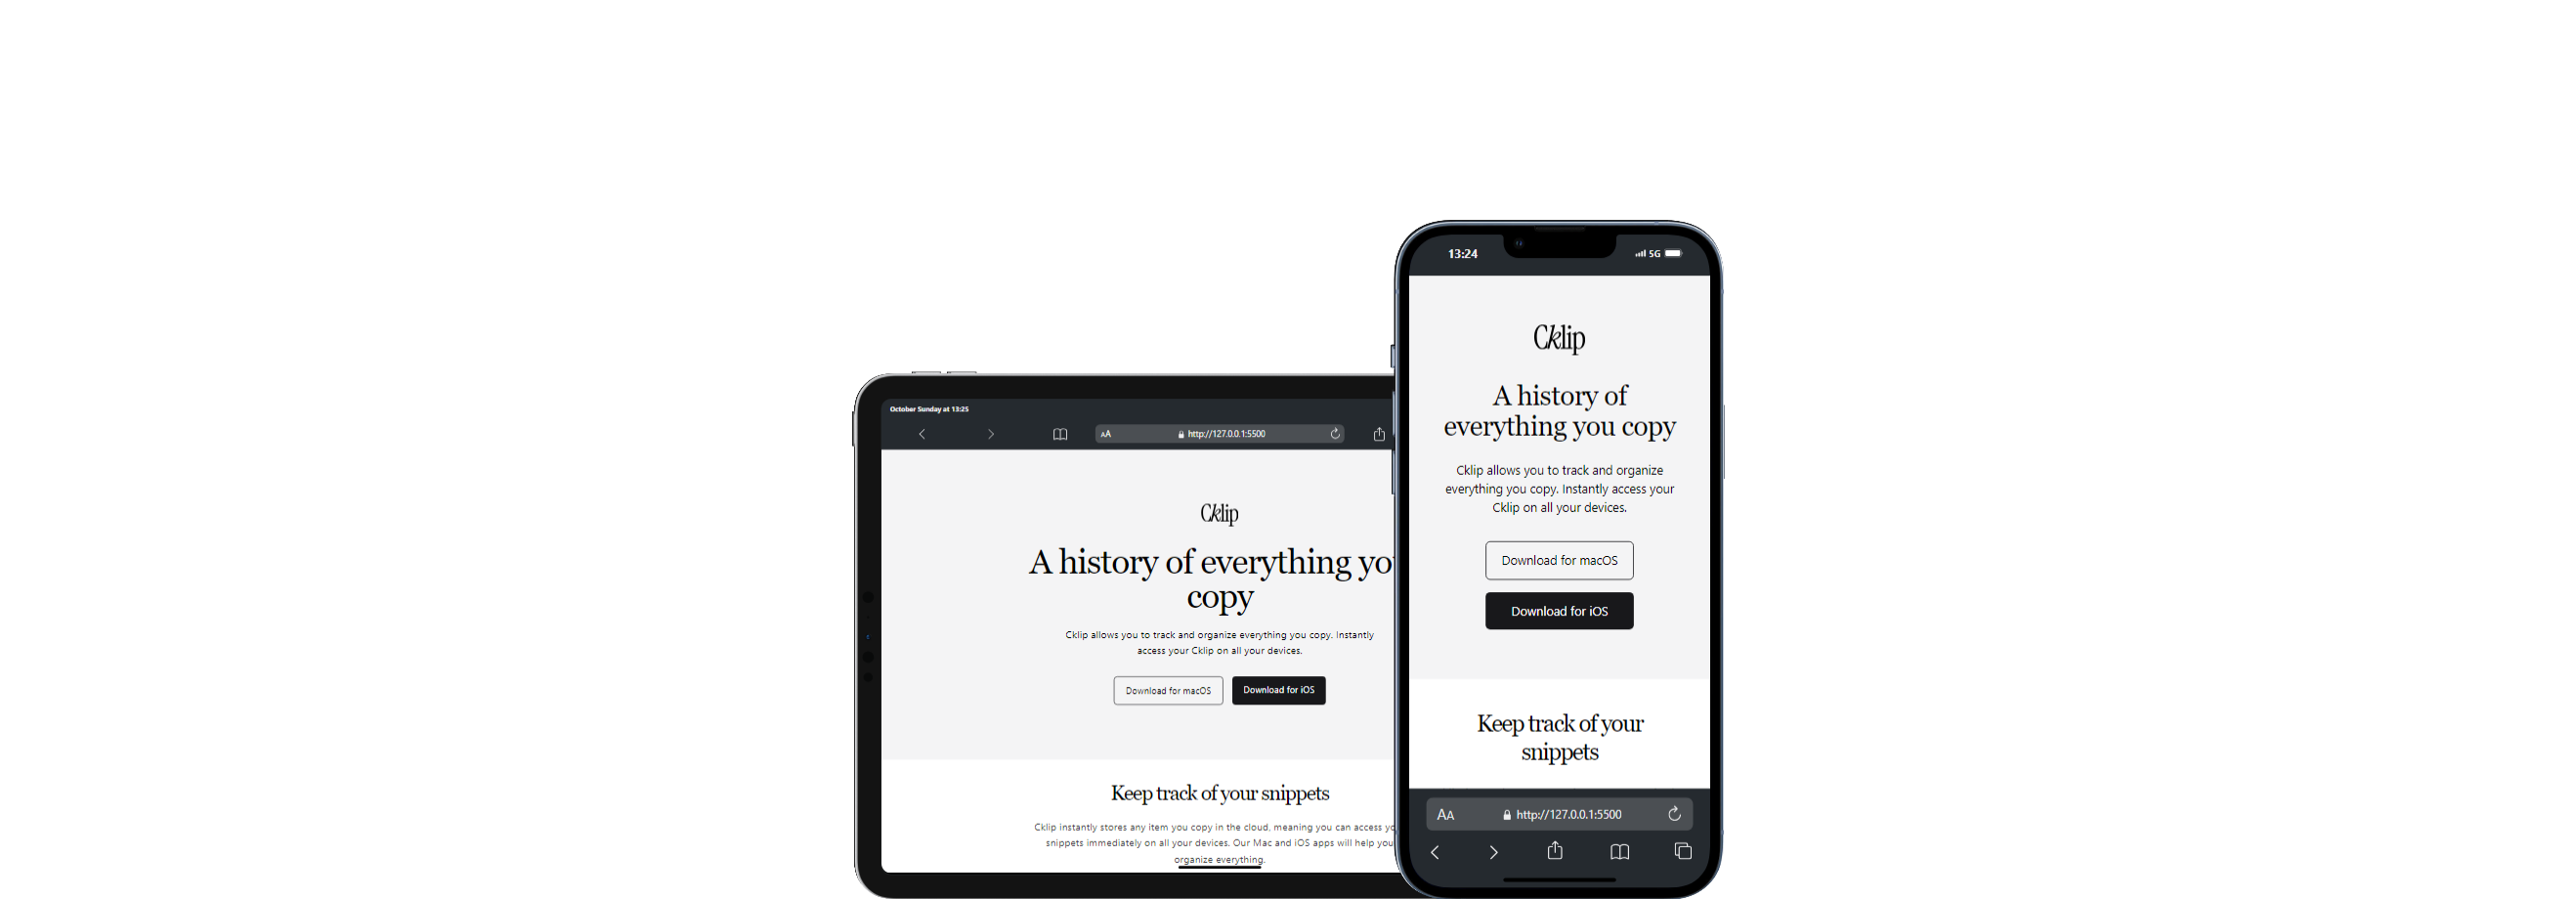 October Sunday at 13:25
AA
http://127.0.0.1:5500
Cklip
A history of everything
copy
Cklip allows you to track and organize everything you copy. Instantly
access your Cklip on all your devices.
Download for macOS
Download for iOS
Keep track of your snippets
Cklip instantly stores any item you copy in the cloud, meaning you can access
snippets immediately on all your devices. Our Mac and iOS apps will help you
organize everything.
13:24
5G
Cklip
A history of
everything you copy
Cklip allows you to track and organize
everything you copy. Instantly access your
Cklip on all your devices.
Download for macOS
Download for iOS
Keep track of your
snippets
AA
http://127.0.0.1:5500